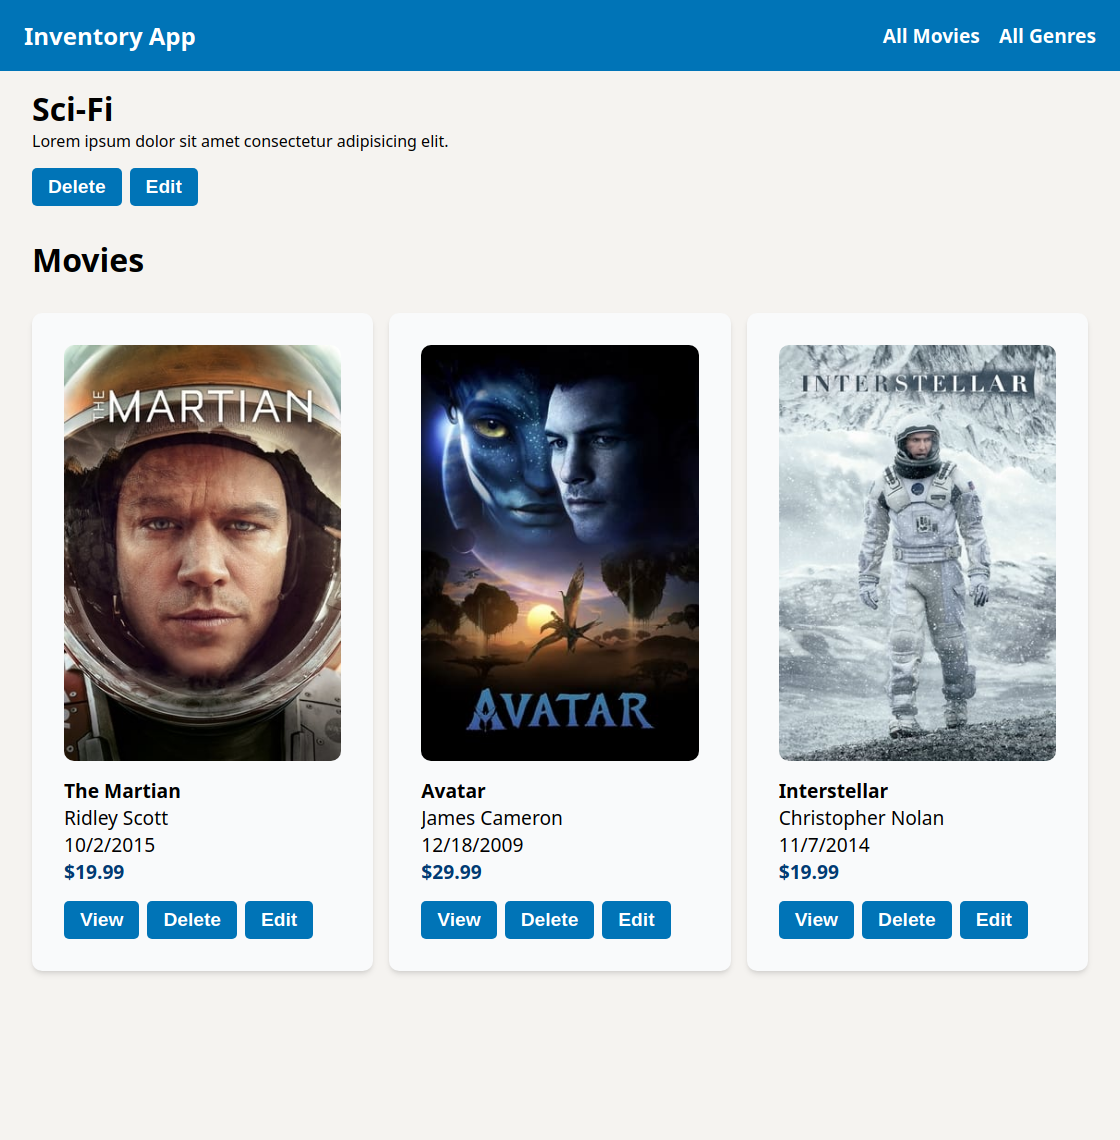 Inventory App
All Movies
All Genres
Sci-Fi
Lorem ipsum dolor sit amet consectetur adipisicing elit.
Delete
Edit
Movies
THE MARTIAN
AVATAR
INTERSTELLAR
The Martian
Ridley Scott
10/2/2015
$19.99
View
Delete
Edit
Avatar
James Cameron
12/18/2009
$29.99
View
Delete
Edit
Interstellar
Christopher Nolan
11/7/2014
$19.99
View
Delete
Edit